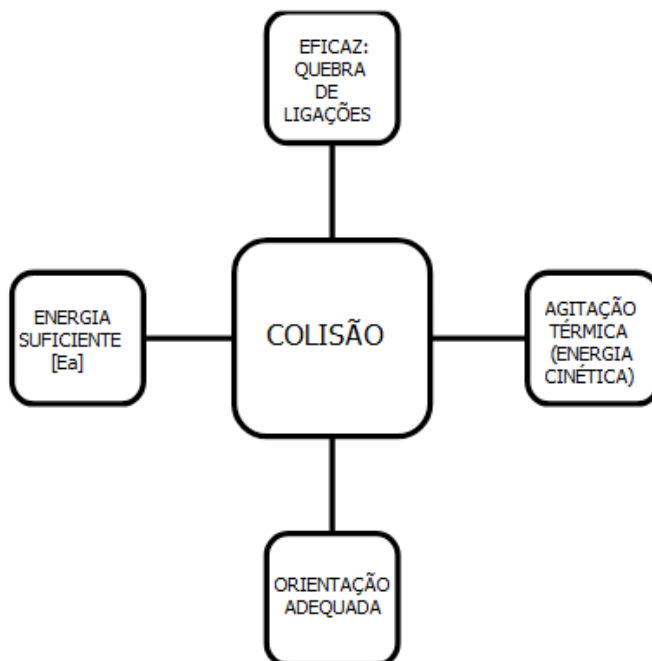 EFICAZ:
QUEBRA
DE
LIGAÇÕES
ENERGIA
SUFICIENTE
[Ea]
COLISÃO
AGITAÇÃO
TÉRMICA
(ENERGIA
CINÉTICA)
ORIENTAÇÃO
ADEQUADA